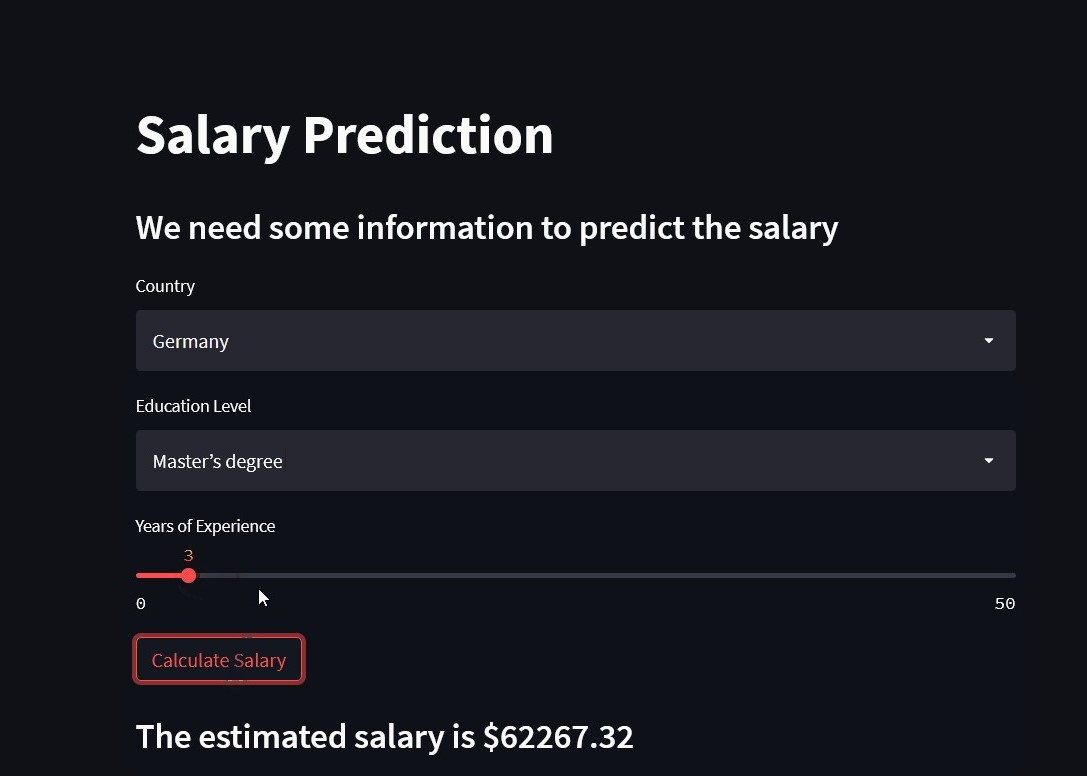 Salary Prediction
We need some information to predict the salary
Country
Germany
Education Level
Master’s degree
Years of Experience
3
0 50
Calculate Salary
The estimated salary is $62267.32